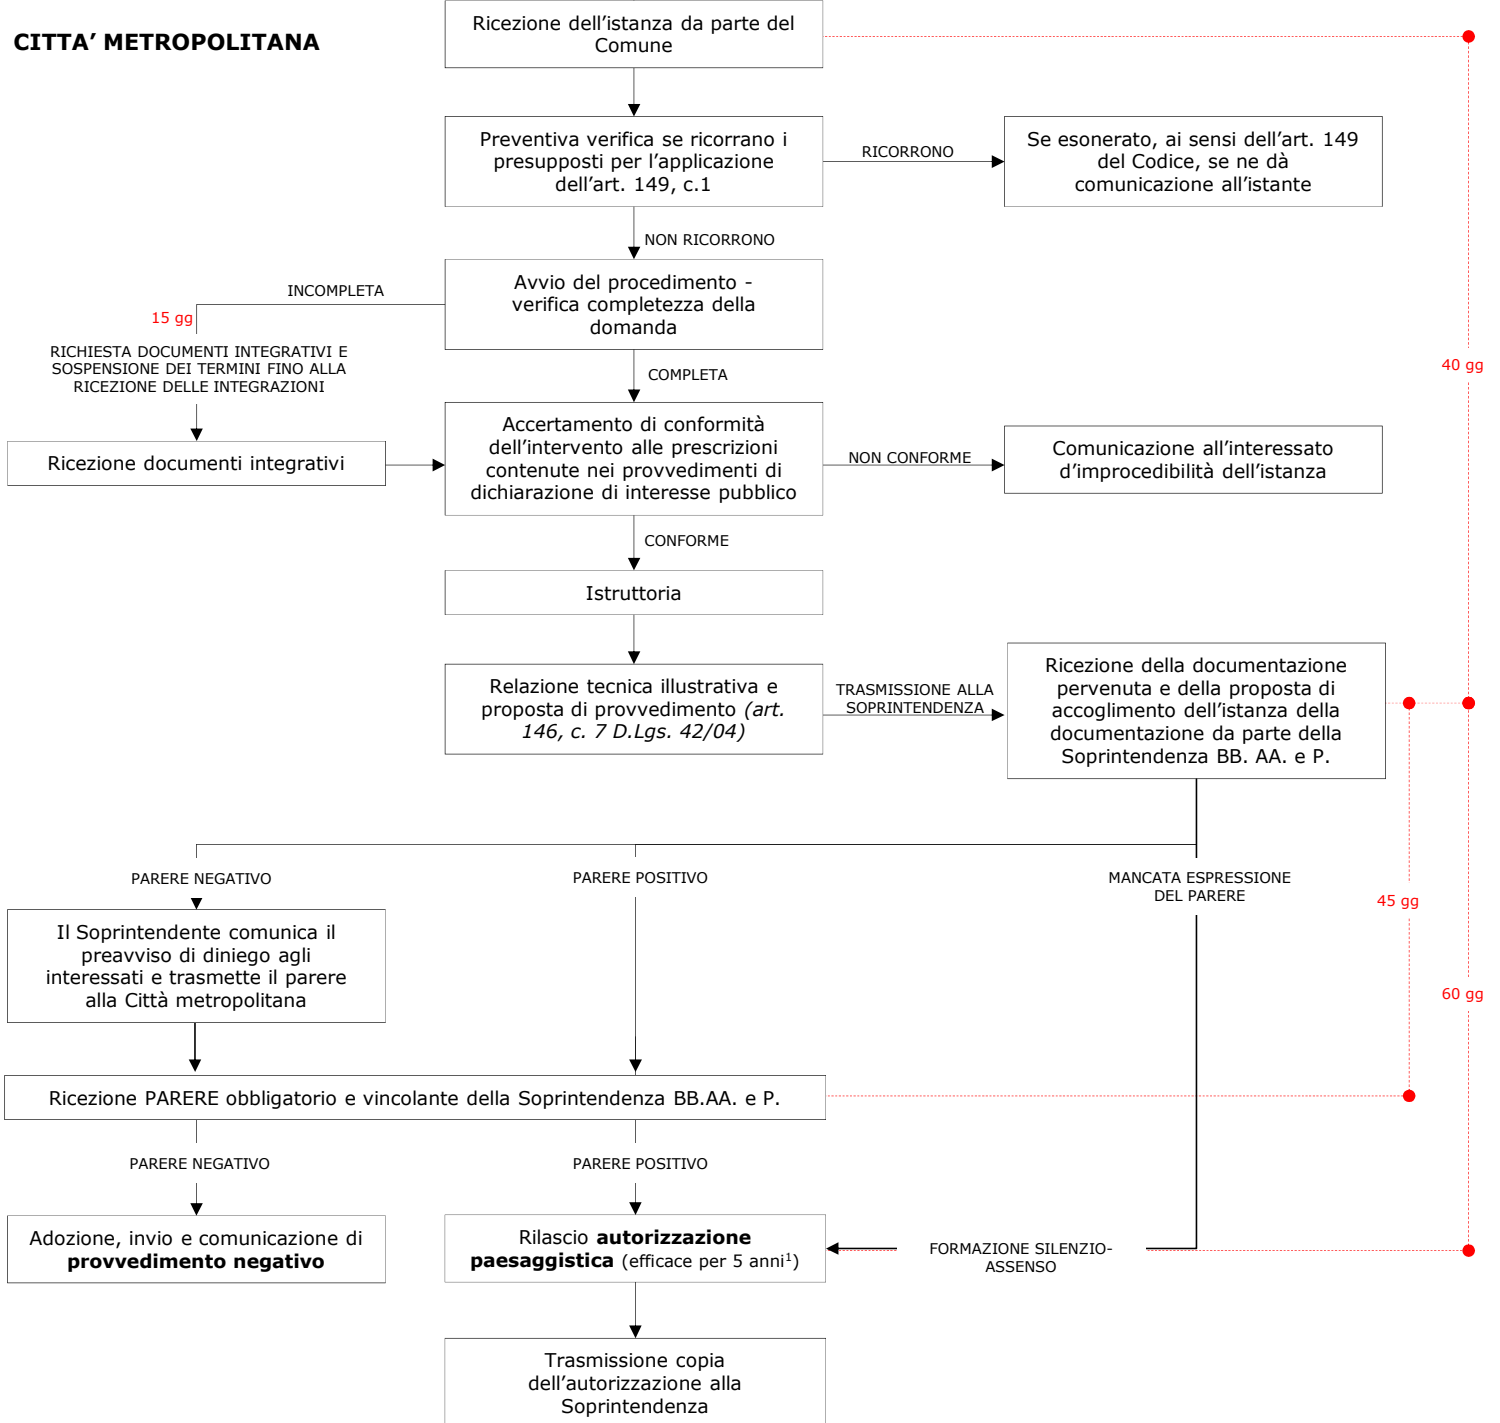 CITTA’ METROPOLITANA
Ricezione dell’istanza da parte del
Comune
Preventiva verifica se ricorrano i
presupposti per l’applicazione
dell’art. 149, c.1
RICORRONO
Se esonerato, ai sensi dell’art. 149
del Codice, se ne dà
comunicazione all’istante
NON RICORRONO
Avvio del procedimento -
verifica completezza della
domanda
INCOMPLETA
15 gg
RICHIESTA DOCUMENTI INTEGRATIVI E
SOSPENSIONE DEI TERMINI FINO ALLA
RICEZIONE DELLE INTEGRAZIONI
COMPLETA
40 gg
Ricezione documenti integrativi
Accertamento di conformità
dell’intervento alle prescrizioni
contenute nei provvedimenti di
dichiarazione di interesse pubblico
NON CONFORME
Comunicazione all’interessato
d’improcedibilità dell’istanza
CONFORME
Istruttoria
Relazione tecnica illustrativa e
proposta di provvedimento (art.
146, c. 7 D.Lgs. 42/04)
TRASMISSIONE ALLA
SOPRINTENDENZA
Ricezione della documentazione
pervenuta e della proposta di
accoglimento dell’istanza della
documentazione da parte della
Soprintendenza BB. AA. e P.
PARERE NEGATIVO
PARERE POSITIVO
MANCATA ESPRESSIONE
DEL PARERE
45 gg
Il Soprintendente comunica il
preavviso di diniego agli
interessati e trasmette il parere
alla Città metropolitana
60 gg
Ricezione PARERE obbligatorio e vincolante della Soprintendenza BB.AA. e P.
PARERE NEGATIVO
PARERE POSITIVO
Adozione, invio e comunicazione di
provvedimento negativo
Rilascio autorizzazione
paesaggistica (efficace per 5 anni¹)
FORMAZIONE SILENZIO-
ASSENSO
Trasmissione copia
dell’autorizzazione alla
Soprintendenza